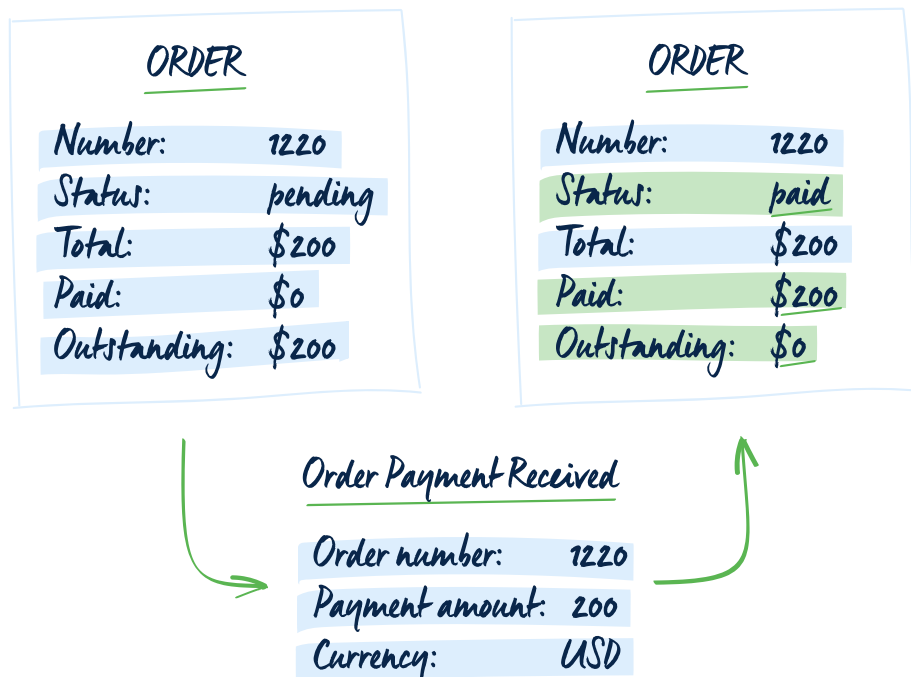 ORDER
Number: 1220
Status: pending
Total: $200
Paid: $0
Outstanding: $200
ORDER
Number: 1220
Status: paid
Total: $200
Paid: $200
Outstanding: $0
Order Payment Received
Order number: 1220
Payment amount: 200
Currency: USD